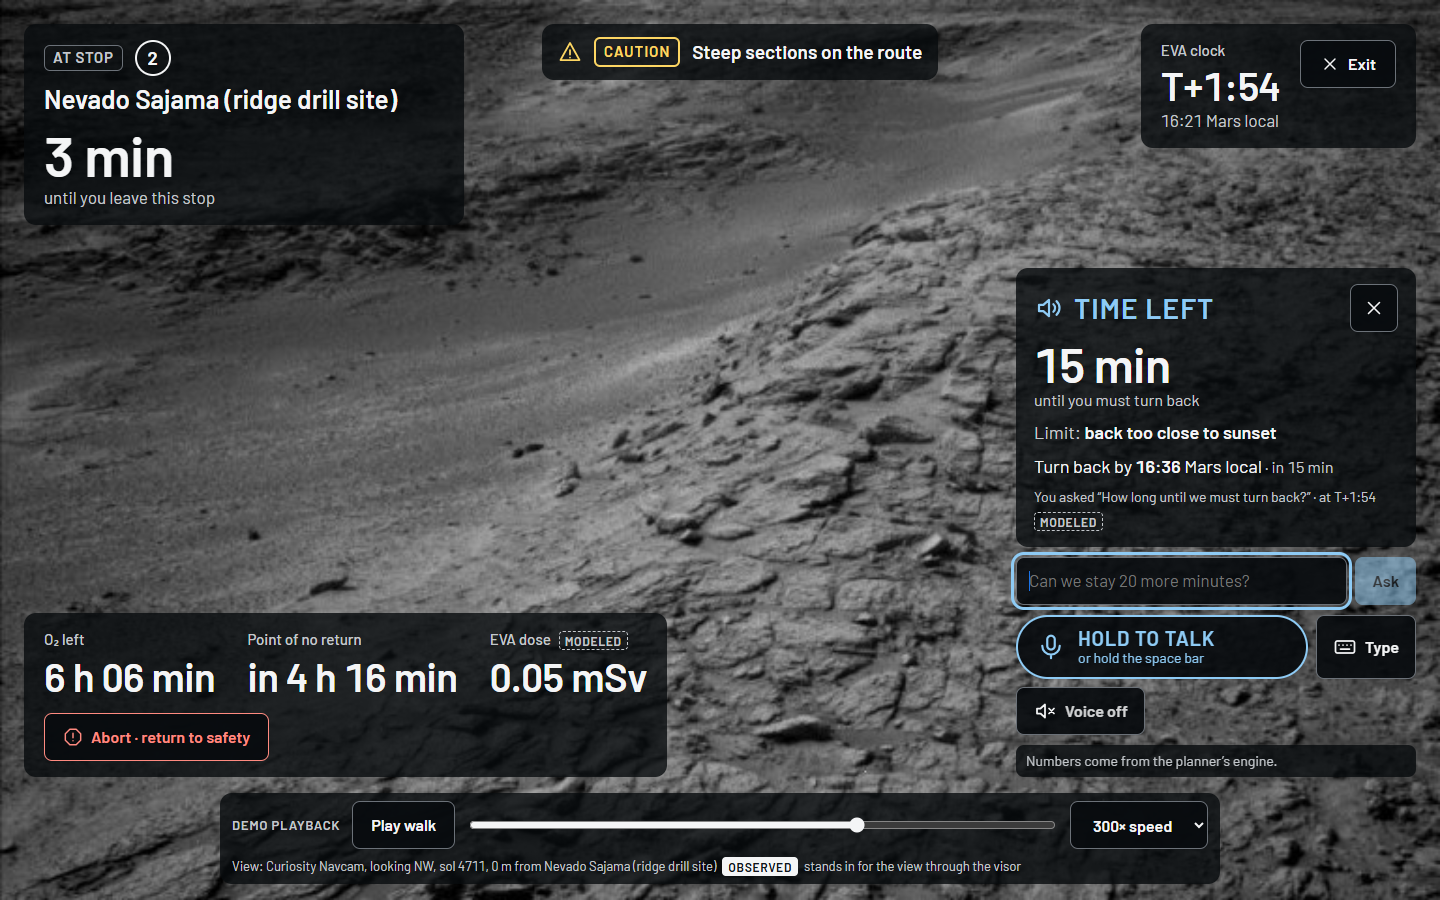 AT STOP 2
Nevado Sajama (ridge drill site)
3 min
until you leave this stop
CAUTION Steep sections on the route
EVA clock
T+1:54
16:21 Mars local
Exit
TIME LEFT
15 min
until you must turn back
Limit: back too close to sunset
Turn back by 16:36 Mars local · in 15 min
You asked “How long until we must turn back?” · at T+1:54
MODELED
Can we stay 20 more minutes?
Ask
HOLD TO TALK
or hold the space bar
Type
Voice off
Numbers come from the planner’s engine.
O₂ left
6 h 06 min
Point of no return
in 4 h 16 min
EVA dose MODELED
0.05 mSv
Abort · return to safety
DEMO PLAYBACK
Play walk
300× speed
View: Curiosity Navcam, looking NW, sol 4711, 0 m from Nevado Sajama (ridge drill site) OBSERVED stands in for the view through the visor